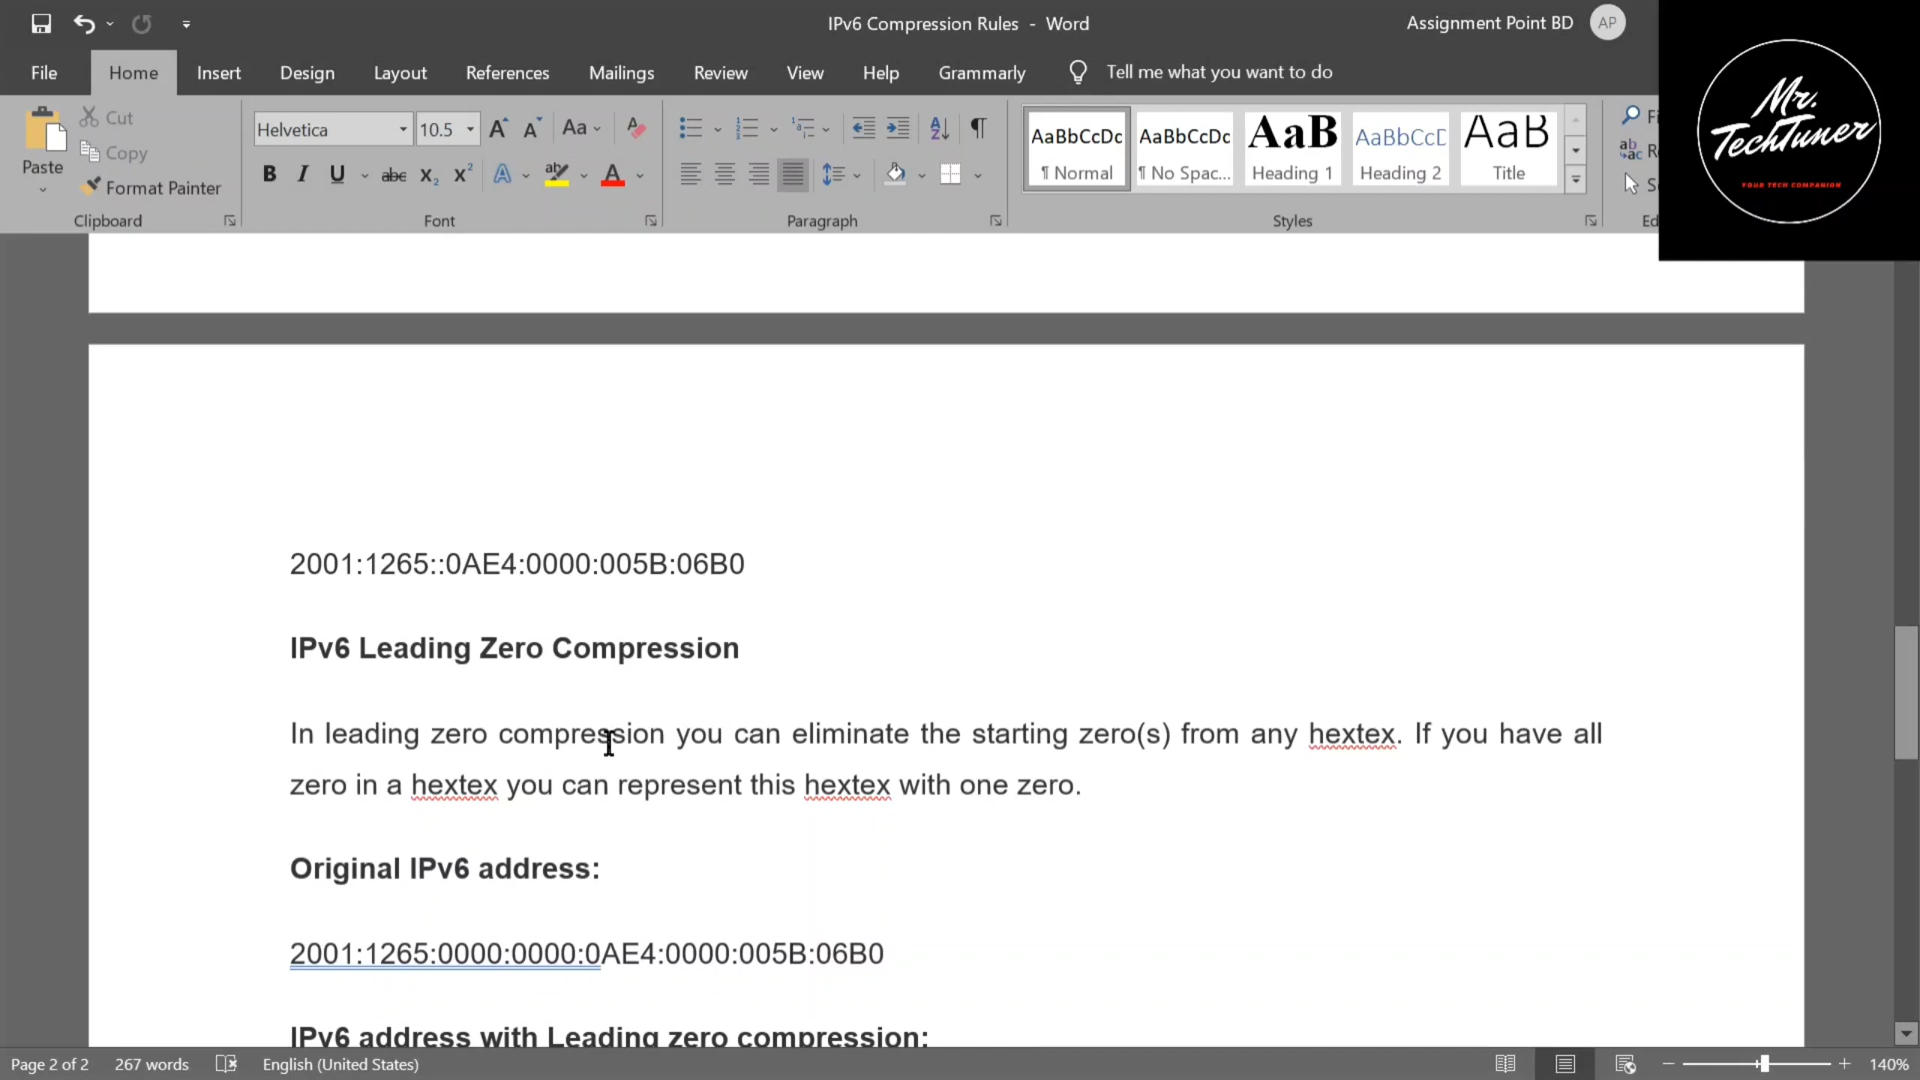 IPv6 Compression Rules - Word
Assignment Point BD AP
File Home Insert Design Layout References Mailings Review View Help Grammarly Tell me what you want to do
Mr.
TechTuner
YOUR TECH COMPANION
Paste
Cut
Copy
Format Painter
Clipboard
Helvetica 10.5
Font
Paragraph
AaBbCcDc AaBbCcDc AaB AaBbCcD AaB
¶ Normal ¶ No Spac... Heading 1 Heading 2 Title
Styles
2001:1265::0AE4:0000:005B:06B0
IPv6 Leading Zero Compression
In leading zero compression you can eliminate the starting zero(s) from any hextex. If you have all
zero in a hextex you can represent this hextex with one zero.
Original IPv6 address:
2001:1265:0000:0000:0AE4:0000:005B:06B0
IPv6 address with Leading zero compression:
Page 2 of 2 267 words English (United States) 140%